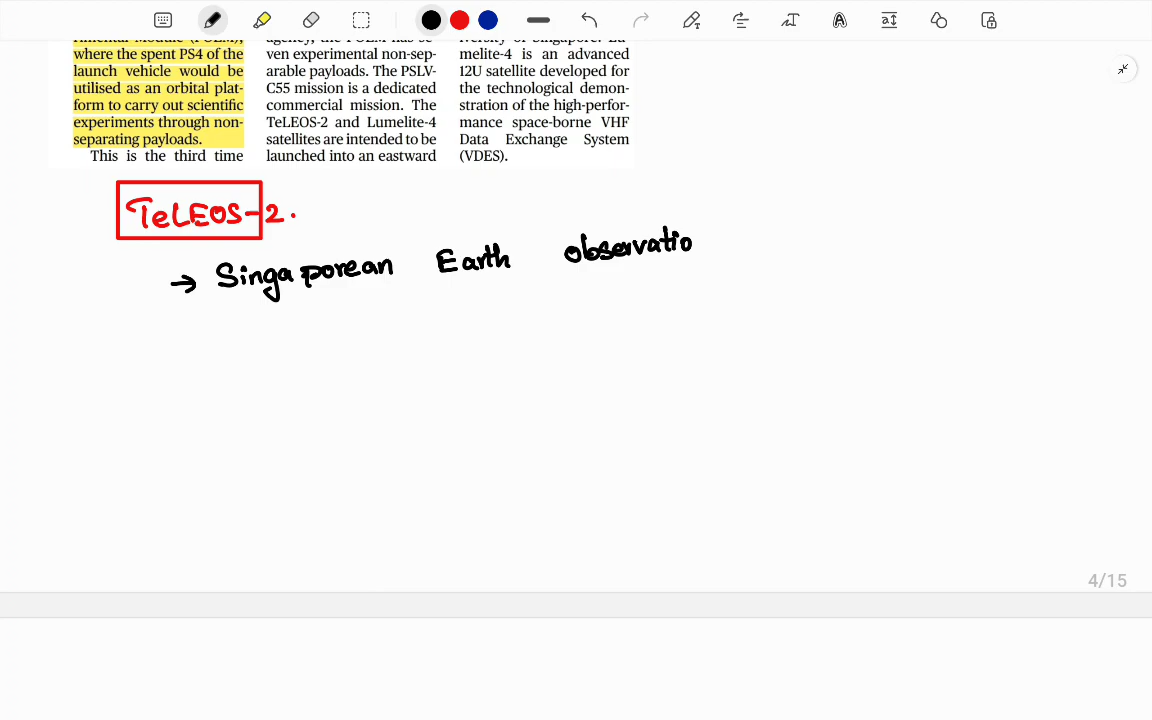 where the spent PS4 of the
launch vehicle would be
utilised as an orbital plat-
form to carry out scientific
experiments through non-
separating payloads.
This is the third time
ven experimental non-sep-
arable payloads. The PSLV-
C55 mission is a dedicated
commercial mission. The
TeLEOS-2 and Lumelite-4
satellites are intended to be
launched into an eastward
melite-4 is an advanced
12U satellite developed for
the technological demon-
stration of the high-perfor-
mance space-borne VHF
Data Exchange System
(VDES).
TeLEOS-2.
→ Singaporean Earth observatio
4/15